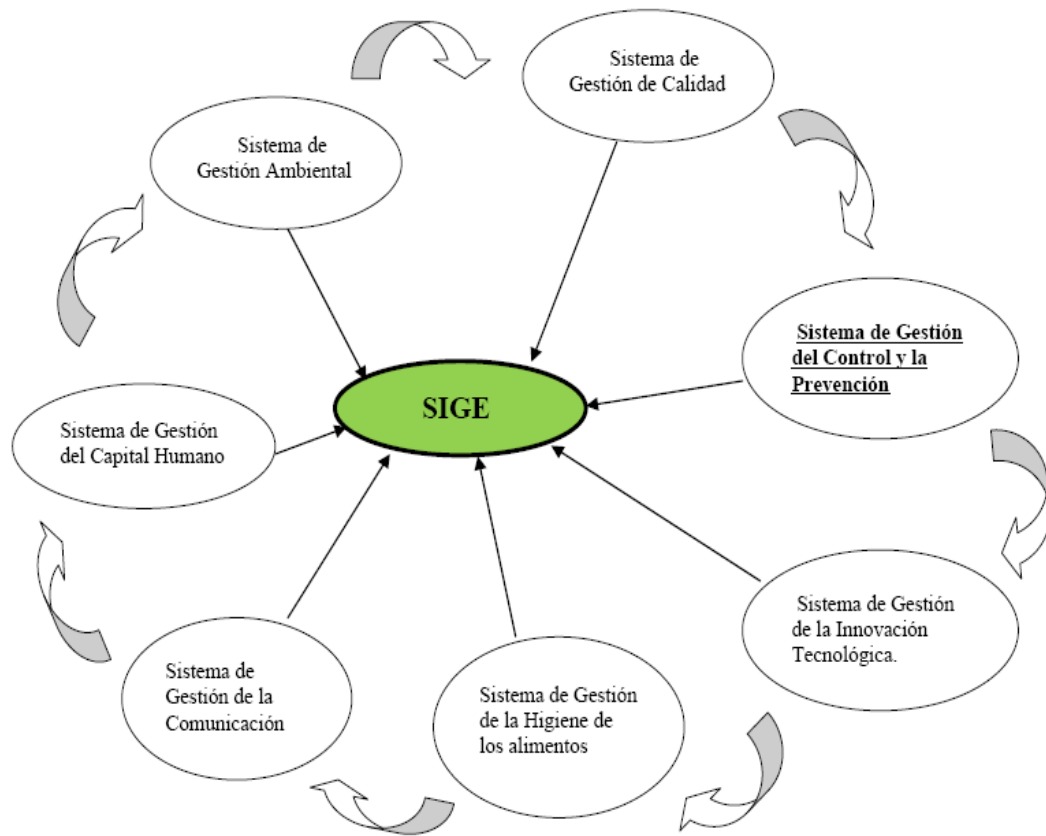 Sistema de
Gestión de Calidad
Sistema de
Gestión Ambiental
Sistema de Gestión
del Control y la
Prevención
SIGE
Sistema de Gestión
del Capital Humano
Sistema de Gestión
de la Innovación
Tecnológica.
Sistema de
Gestión de la
Comunicación
Sistema de Gestión
de la Higiene de
los alimentos